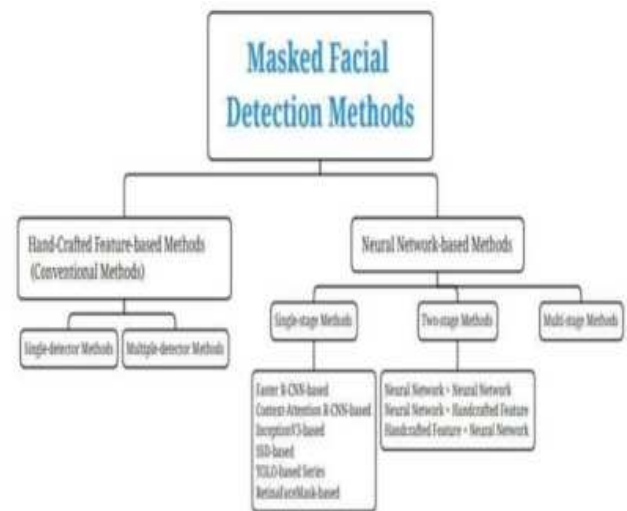 Masked Facial
Detection Methods
Hand-Crafted Feature-based Methods
(Conventional Methods)
Neural Network-based Methods
Single-detector Methods
Multiple-detector Methods
Single-stage Methods
Two-stage Methods
Multi-stage Methods
Faster R-CNN-based
Context-Attention R-CNN-based
InceptionV3-based
SSD-based
YOLO-based Series
RetinaFaceMask-based
Neural Network + Neural Network
Neural Network + Handcrafted Feature
Handcrafted Feature + Neural Network